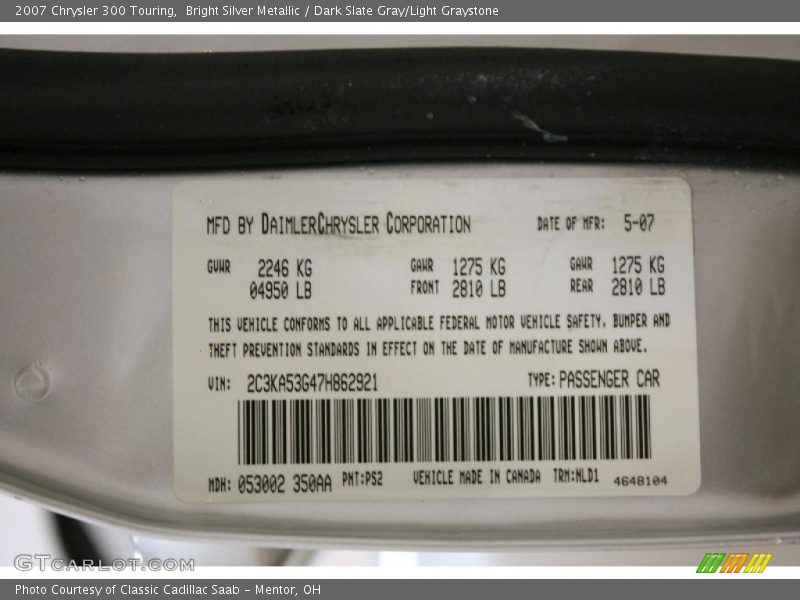 2007 Chrysler 300 Touring,  Bright Silver Metallic / Dark Slate Gray/Light Graystone
MFD BY DAIMLERCHRYSLER CORPORATION DATE OF MFR: 5-07
GVWR 2246 KG GAWR 1275 KG GAWR 1275 KG
04950 LB FRONT 2810 LB REAR 2810 LB
THIS VEHICLE CONFORMS TO ALL APPLICABLE FEDERAL MOTOR VEHICLE SAFETY, BUMPER AND
THEFT PREVENTION STANDARDS IN EFFECT ON THE DATE OF MANUFACTURE SHOWN ABOVE.
VIN: 2C3KA53G47H862921 TYPE: PASSENGER CAR
MDH: 053002 350AA PNT:PS2 VEHICLE MADE IN CANADA TRM:NLD1 4648104
GTCARLOT.COM
Photo Courtesy of Classic Cadillac Saab - Mentor, OH